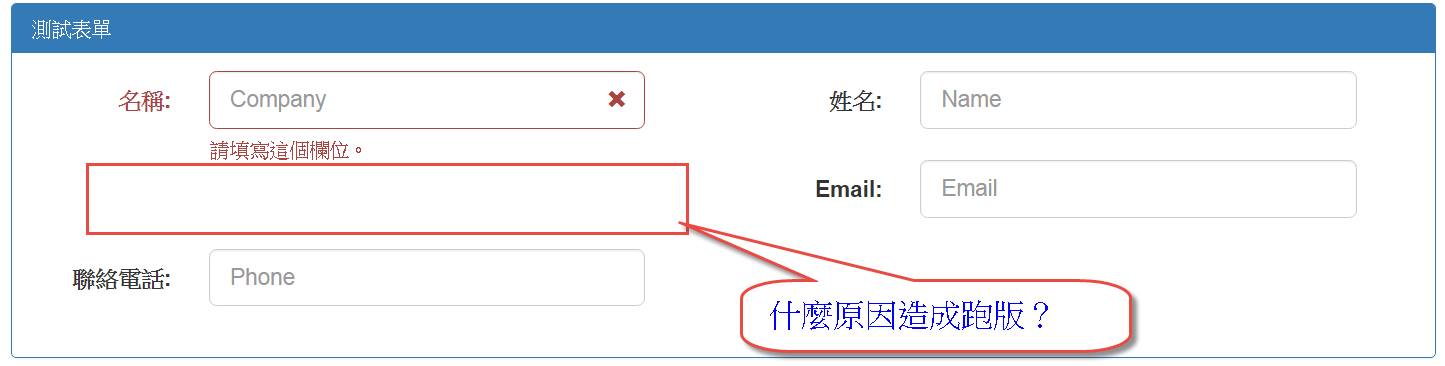 測試表單
名稱: Company
姓名: Name
請填寫這個欄位。
Email: Email
聯絡電話: Phone
什麼原因造成跑版？